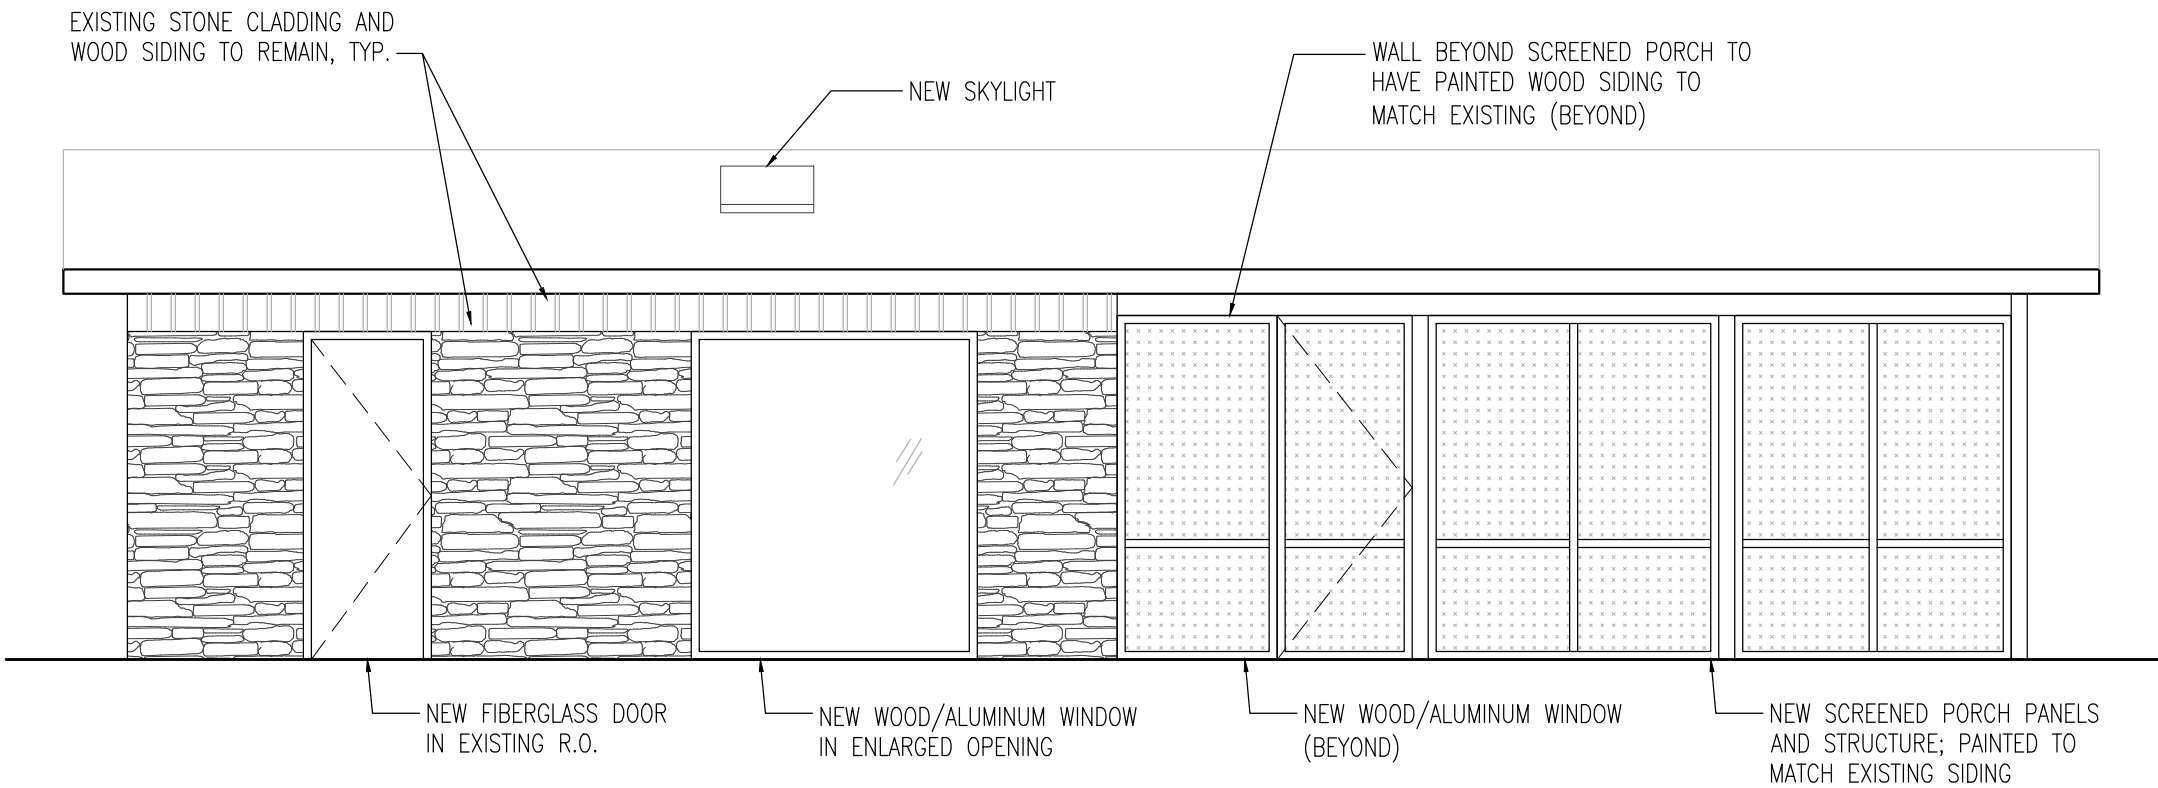 EXISTING STONE CLADDING AND
WOOD SIDING TO REMAIN, TYP.
NEW SKYLIGHT
WALL BEYOND SCREENED PORCH TO
HAVE PAINTED WOOD SIDING TO
MATCH EXISTING (BEYOND)
NEW FIBERGLASS DOOR
IN EXISTING R.O.
NEW WOOD/ALUMINUM WINDOW
IN ENLARGED OPENING
NEW WOOD/ALUMINUM WINDOW
(BEYOND)
NEW SCREENED PORCH PANELS
AND STRUCTURE; PAINTED TO
MATCH EXISTING SIDING